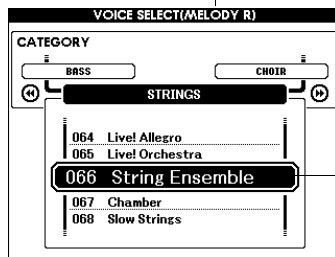 VOICE SELECT(MELODY R)
CATEGORY
BASS
CHOIR
STRINGS
064 Live! Allegro
065 Live! Orchestra
066 String Ensemble
067 Chamber
068 Slow Strings